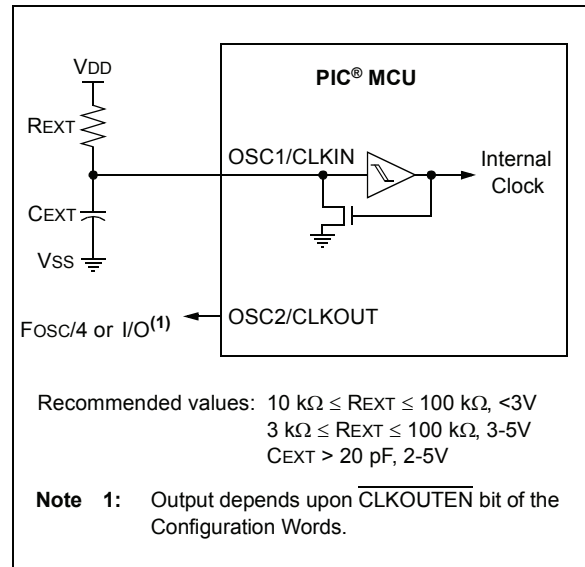 VDD
PIC® MCU
REXT
OSC1/CLKIN
Internal
Clock
CEXT
VSS
OSC2/CLKOUT
FOSC/4 or I/O(1)
Recommended values: 10 kΩ ≤ REXT ≤ 100 kΩ, <3V
3 kΩ ≤ REXT ≤ 100 kΩ, 3-5V
CEXT > 20 pF, 2-5V
Note 1: Output depends upon C̅L̅K̅O̅U̅T̅E̅N̅ bit of the
Configuration Words.